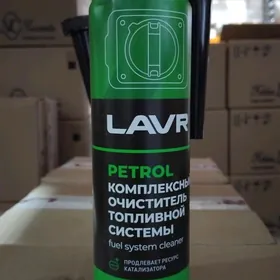 LAVR
PETROL
КОМПЛЕКСНЫ
ОЧИСТИТЕЛЬ
ТОПЛИВНОЙ
СИСТЕМЫ
fuel system cleaner
ПРОДЛЕВАЕТ РЕСУРС
КАТАЛИЗАТОРА